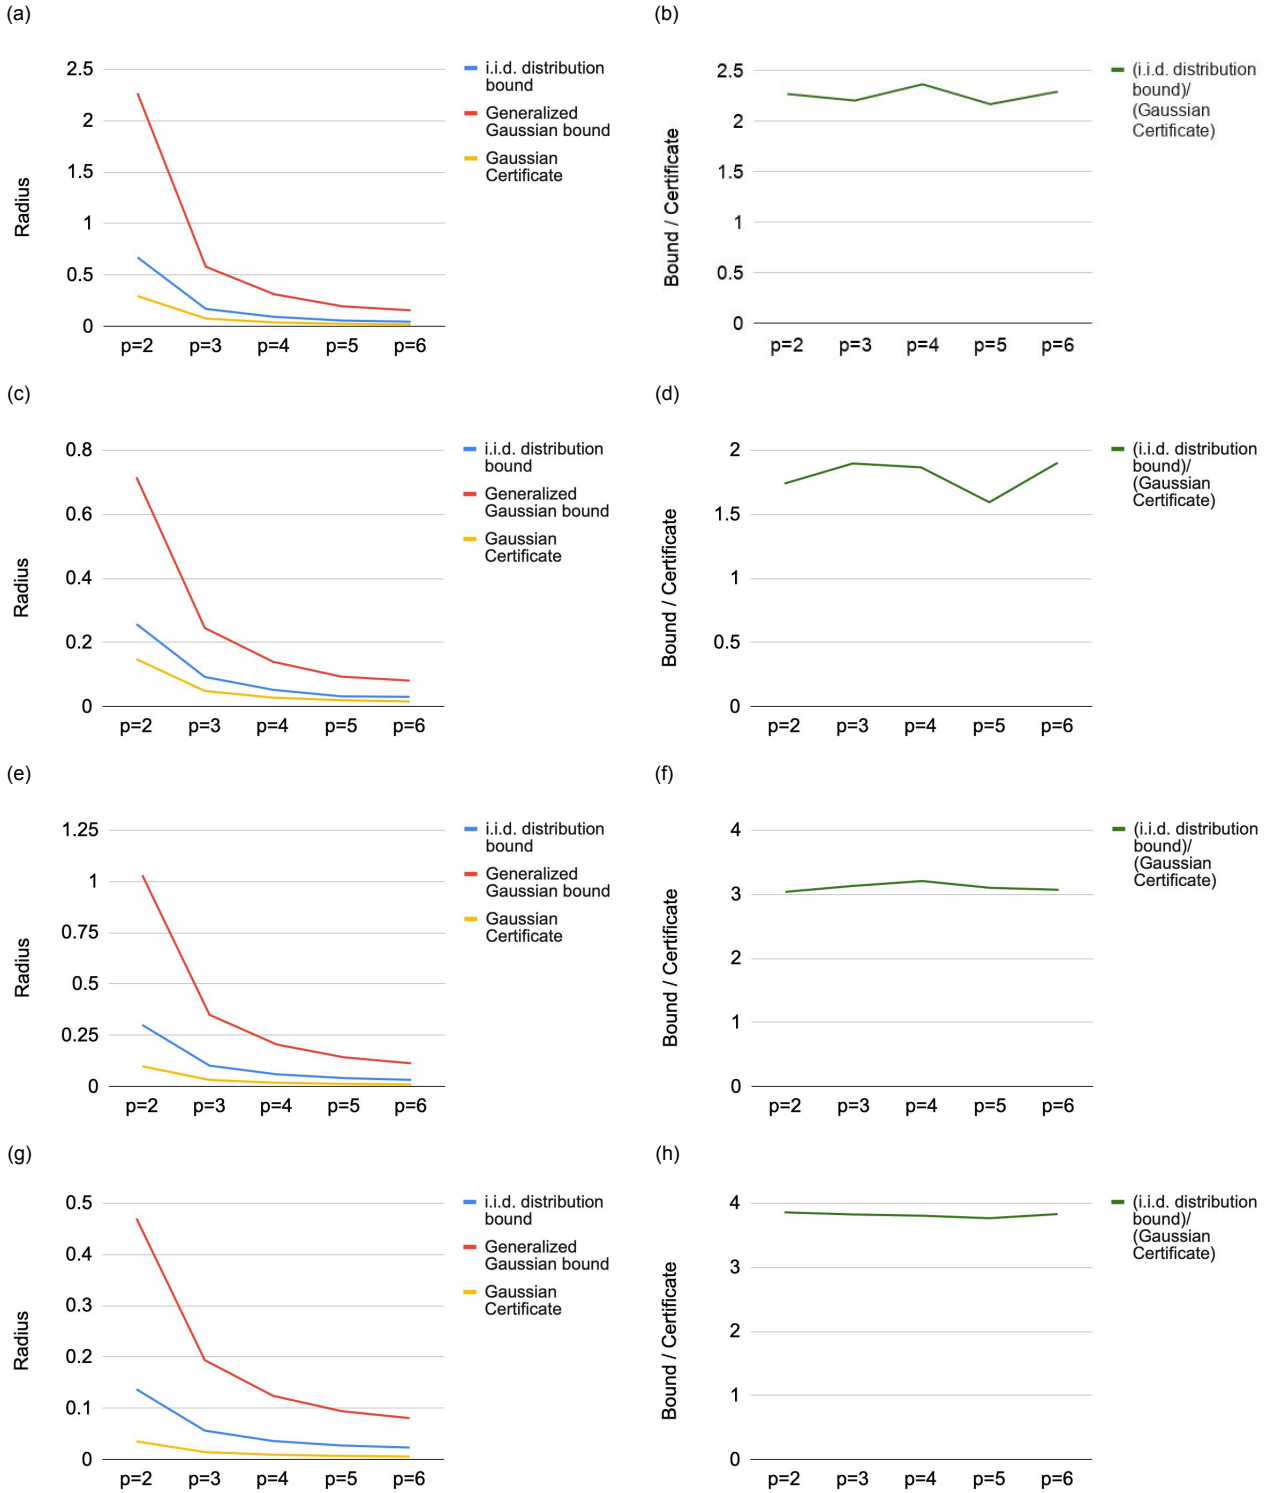 (a)
2.5
2
1.5
1
0.5
0
Radius
p=2 p=3 p=4 p=5 p=6
i.i.d. distribution
bound
Generalized
Gaussian bound
Gaussian
Certificate
(b)
2.5
2
1.5
1
0.5
0
Bound / Certificate
p=2 p=3 p=4 p=5 p=6
(i.i.d. distribution
bound)/
(Gaussian
Certificate)
(c)
0.8
0.6
0.4
0.2
0
Radius
p=2 p=3 p=4 p=5 p=6
i.i.d. distribution
bound
Generalized
Gaussian bound
Gaussian
Certificate
(d)
2
1.5
1
0.5
0
Bound / Certificate
p=2 p=3 p=4 p=5 p=6
(i.i.d. distribution
bound)/
(Gaussian
Certificate)
(e)
1.25
1
0.75
0.5
0.25
0
Radius
p=2 p=3 p=4 p=5 p=6
i.i.d. distribution
bound
Generalized
Gaussian bound
Gaussian
Certificate
(f)
4
3
2
1
0
Bound / Certificate
p=2 p=3 p=4 p=5 p=6
(i.i.d. distribution
bound)/
(Gaussian
Certificate)
(g)
0.5
0.4
0.3
0.2
0.1
0
Radius
p=2 p=3 p=4 p=5 p=6
i.i.d. distribution
bound
Generalized
Gaussian bound
Gaussian
Certificate
(h)
4
3
2
1
0
Bound / Certificate
p=2 p=3 p=4 p=5 p=6
(i.i.d. distribution
bound)/
(Gaussian
Certificate)